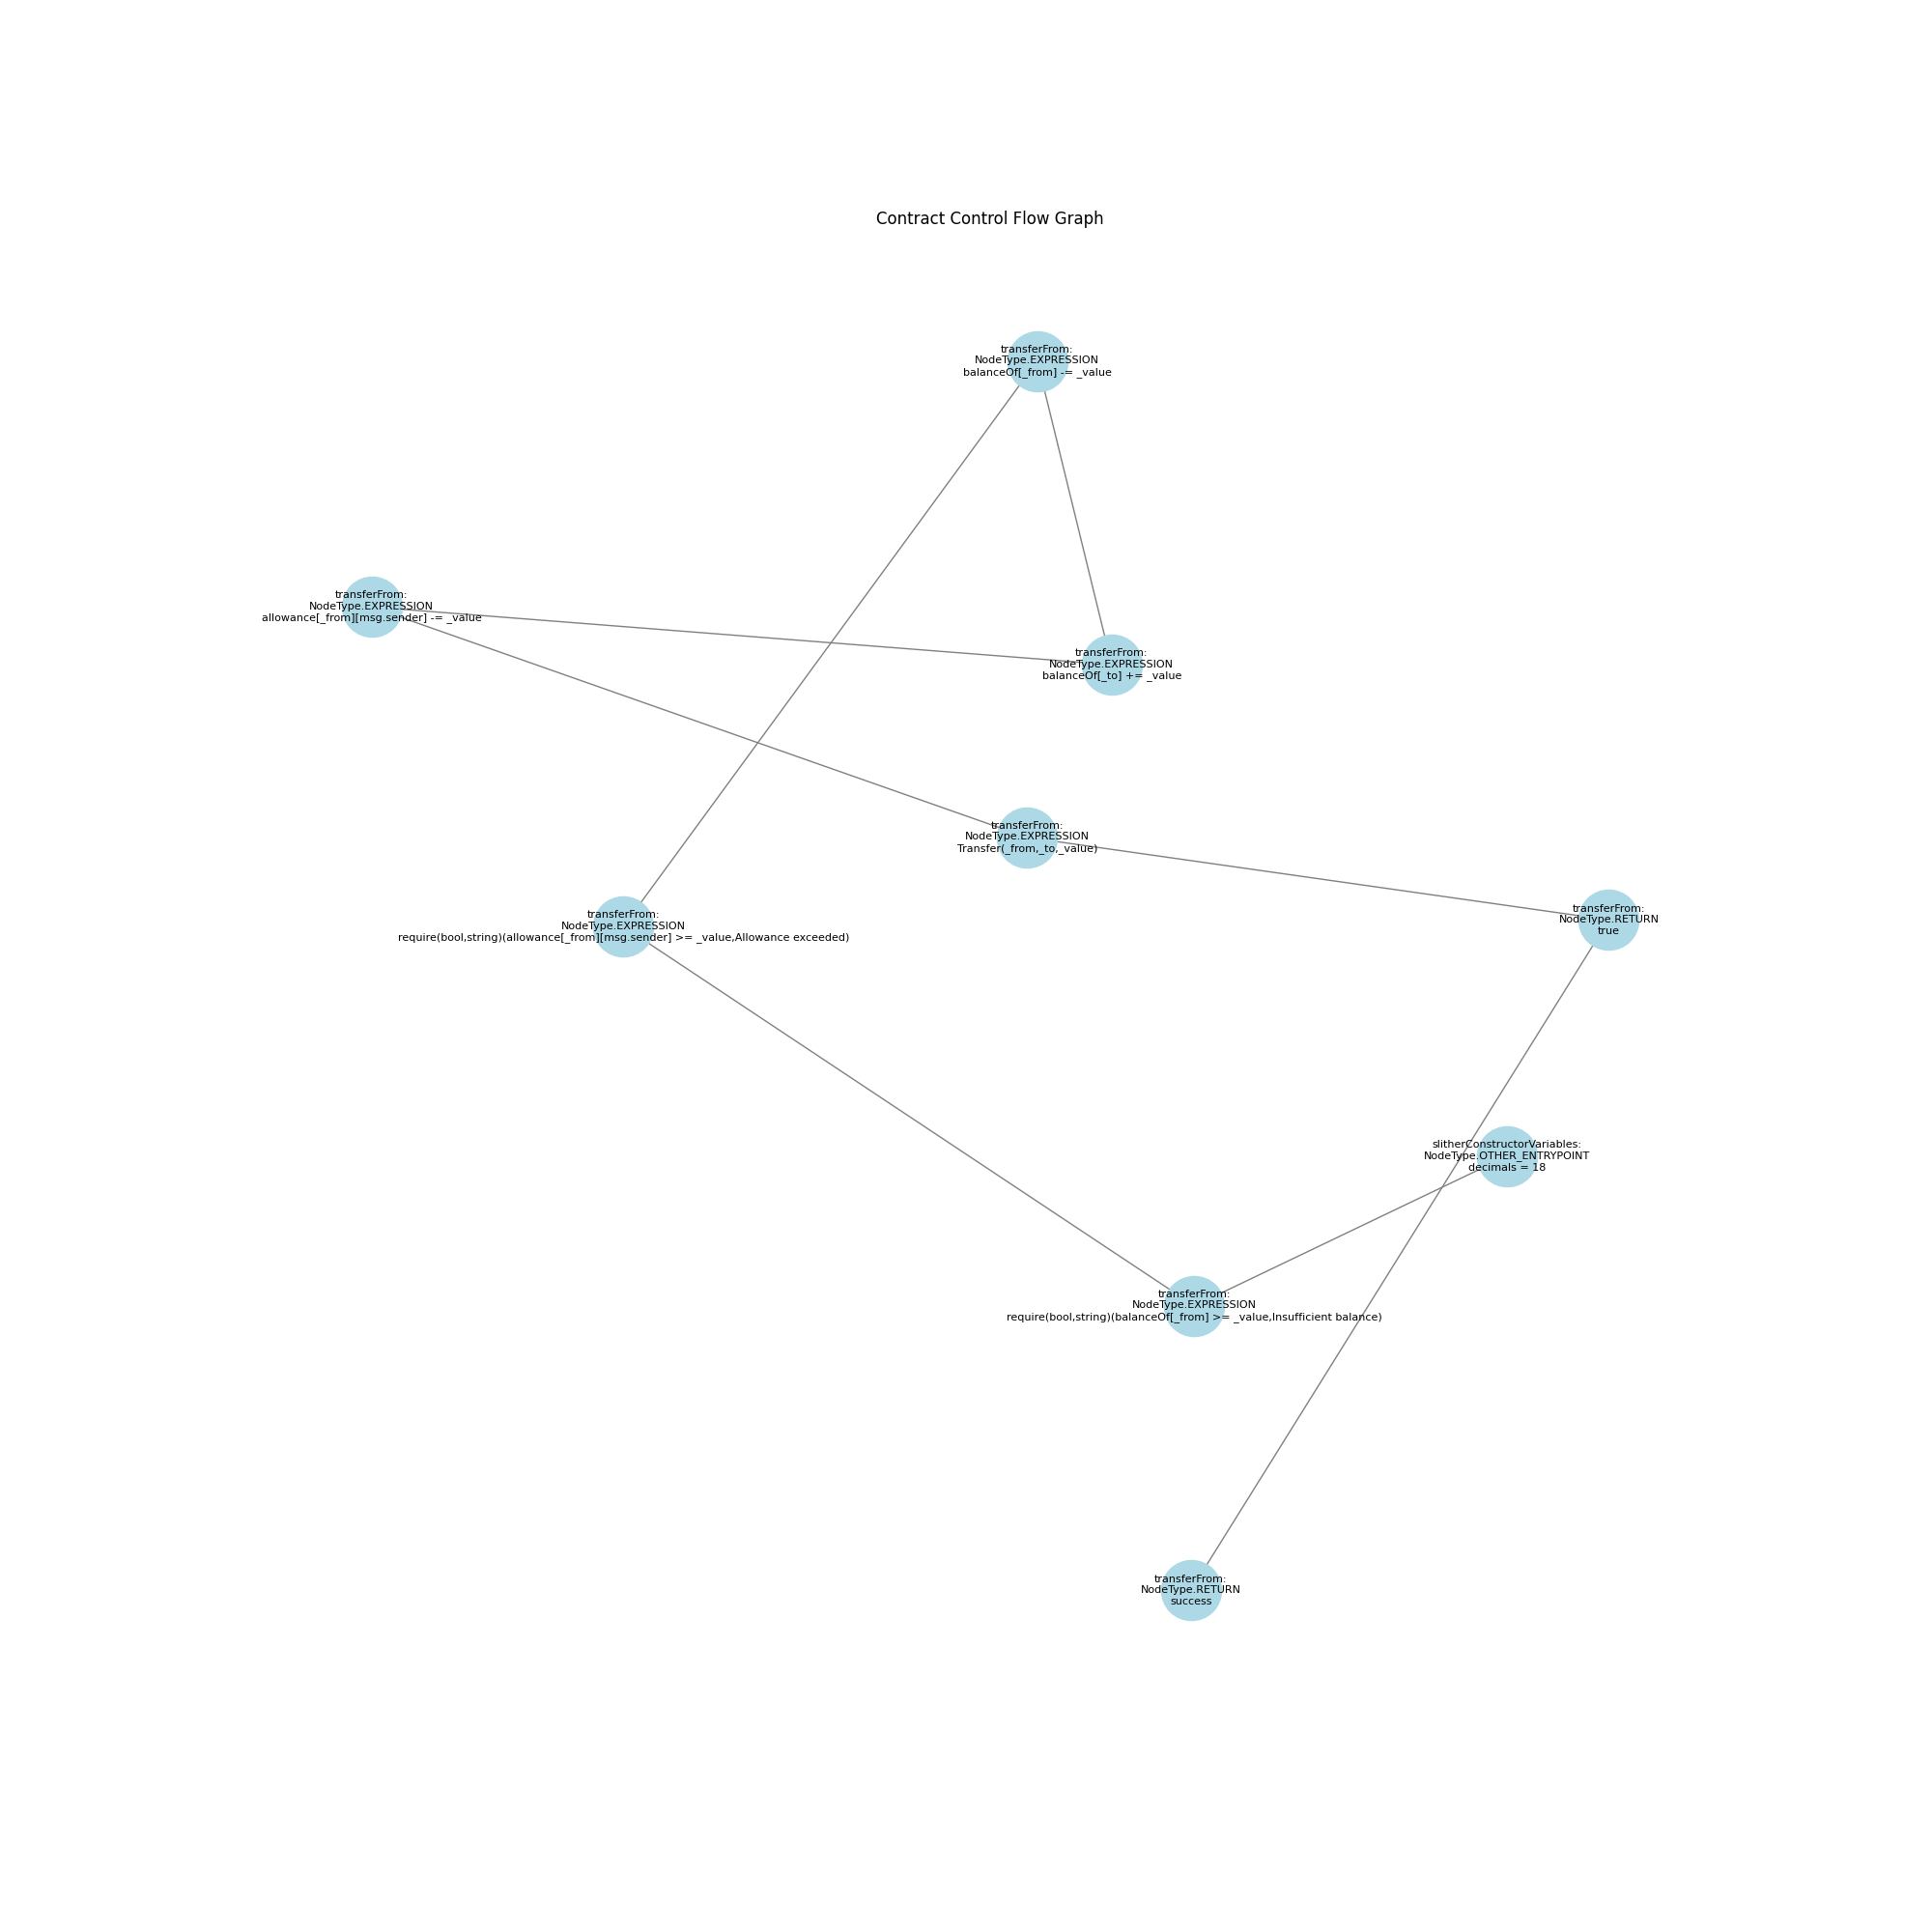 Contract Control Flow Graph
transferFrom:
NodeType.EXPRESSION
balanceOf[_from] -= _value
transferFrom:
NodeType.EXPRESSION
allowance[_from][msg.sender] -= _value
transferFrom:
NodeType.EXPRESSION
balanceOf[_to] += _value
transferFrom:
NodeType.EXPRESSION
Transfer(_from,_to,_value)
transferFrom:
NodeType.EXPRESSION
require(bool,string)(allowance[_from][msg.sender] >= _value,Allowance exceeded)
transferFrom:
NodeType.RETURN
true
slitherConstructorVariables:
NodeType.OTHER_ENTRYPOINT
decimals = 18
transferFrom:
NodeType.EXPRESSION
require(bool,string)(balanceOf[_from] >= _value,Insufficient balance)
transferFrom:
NodeType.RETURN
success